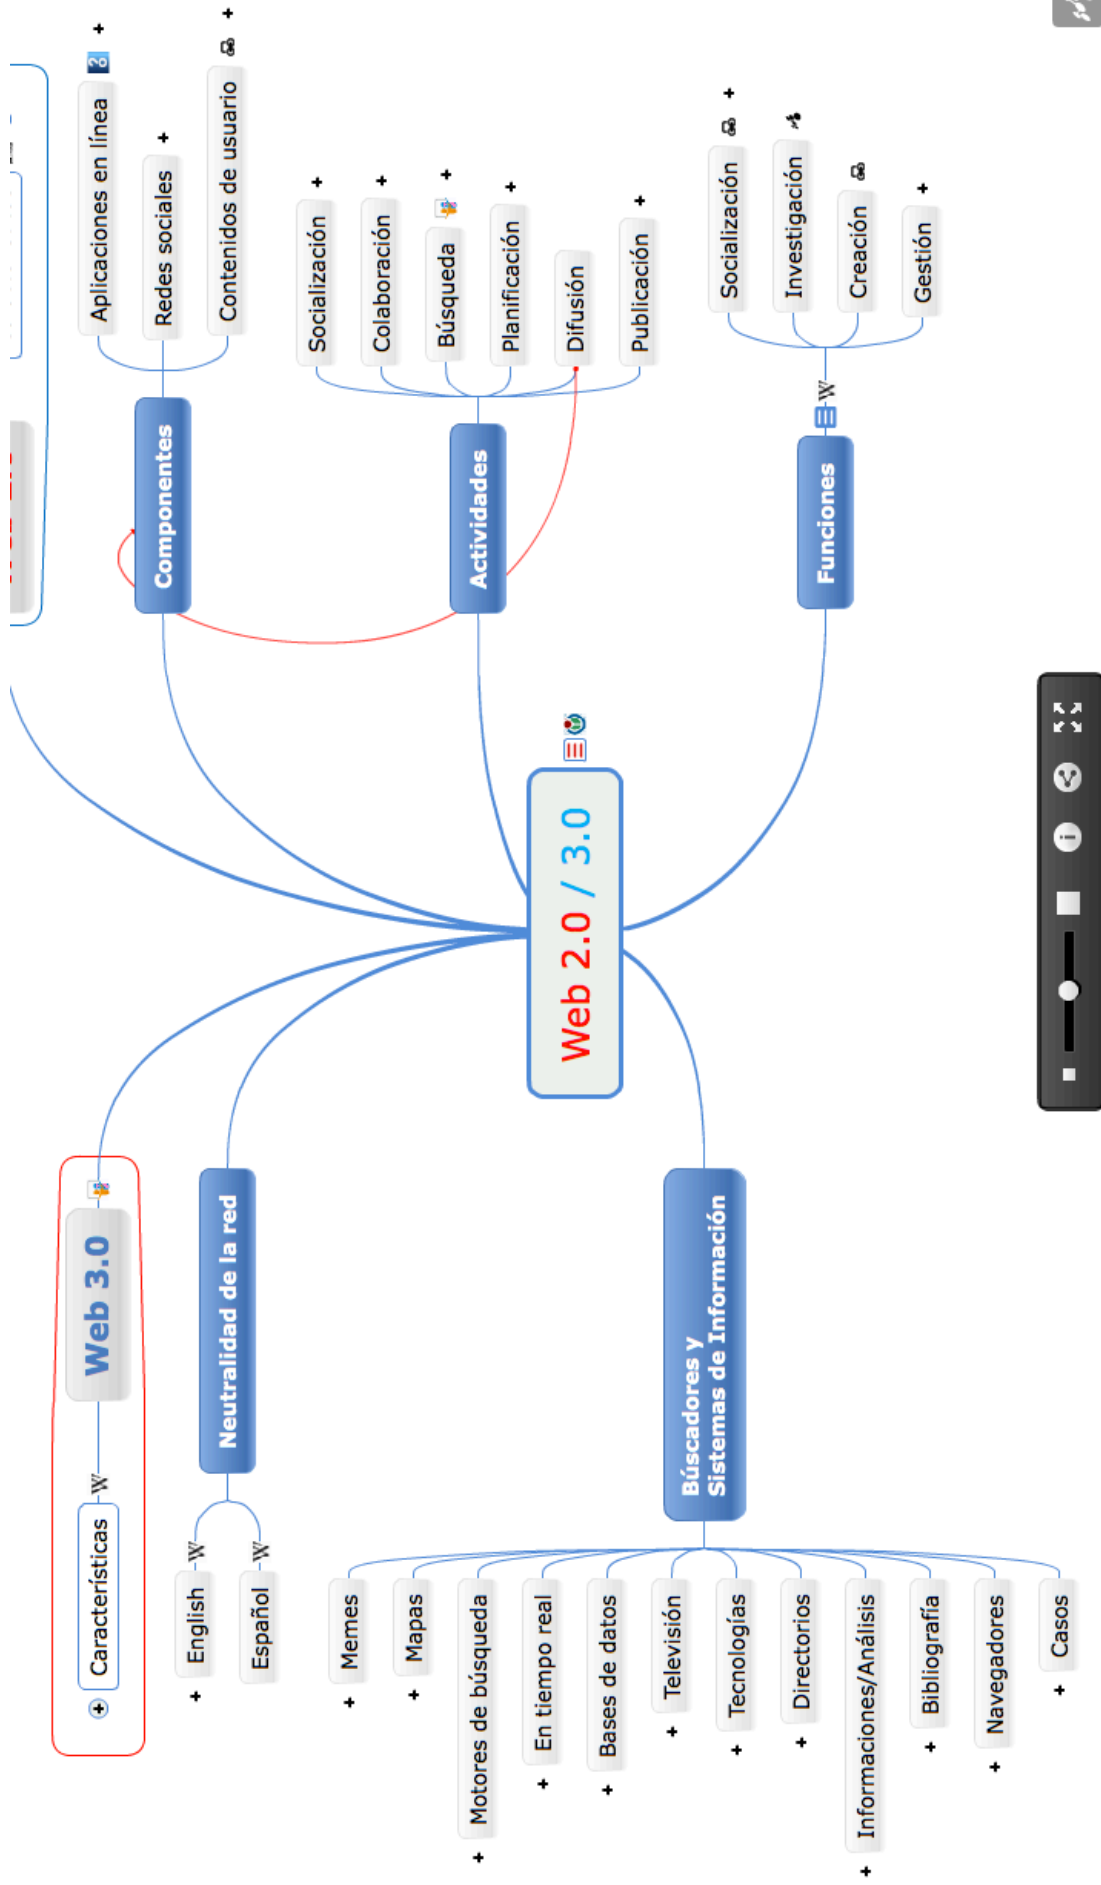 Web 3.0
Características
W
Neutralidad de la red
English
W
Español
W
Búscadores y
Sistemas de Información
Memes
Mapas
Motores de búsqueda
En tiempo real
Bases de datos
Televisión
Tecnologías
Directorios
Informaciones/Análisis
Bibliografía
Navegadores
Casos
Web 2.0 / 3.0
Componentes
Aplicaciones en línea
Redes sociales
Contenidos de usuario
Actividades
Socialización
Colaboración
Búsqueda
Planificación
Difusión
Publicación
Funciones
W
Socialización
Investigación
Creación
Gestión